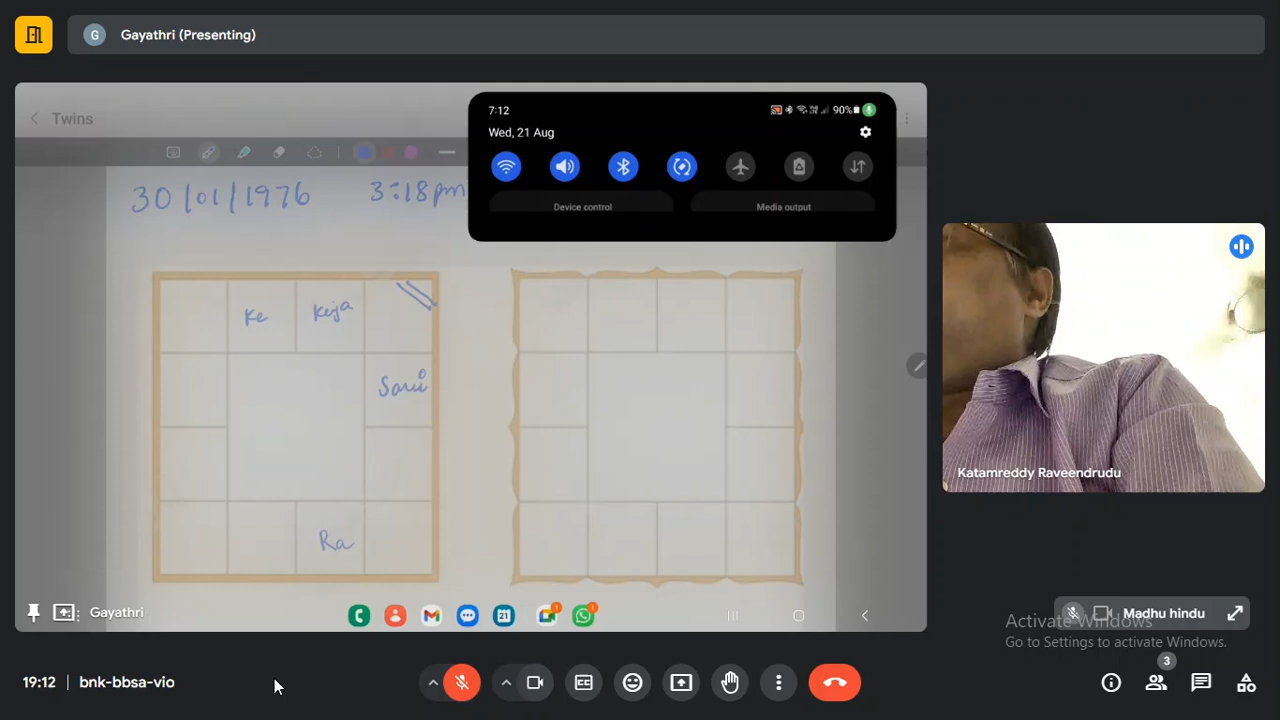 G Gayathri (Presenting)
Twins
7:12
90%
Wed, 21 Aug
Device control
Media output
30/01/1976 3:18pm
Ke Kuja
Sani
Ra
21
Gayathri
Katamreddy Raveendrudu
Madhu hindu
Activate Windows
Go to Settings to activate Windows.
19:12 | bnk-bbsa-vio
3